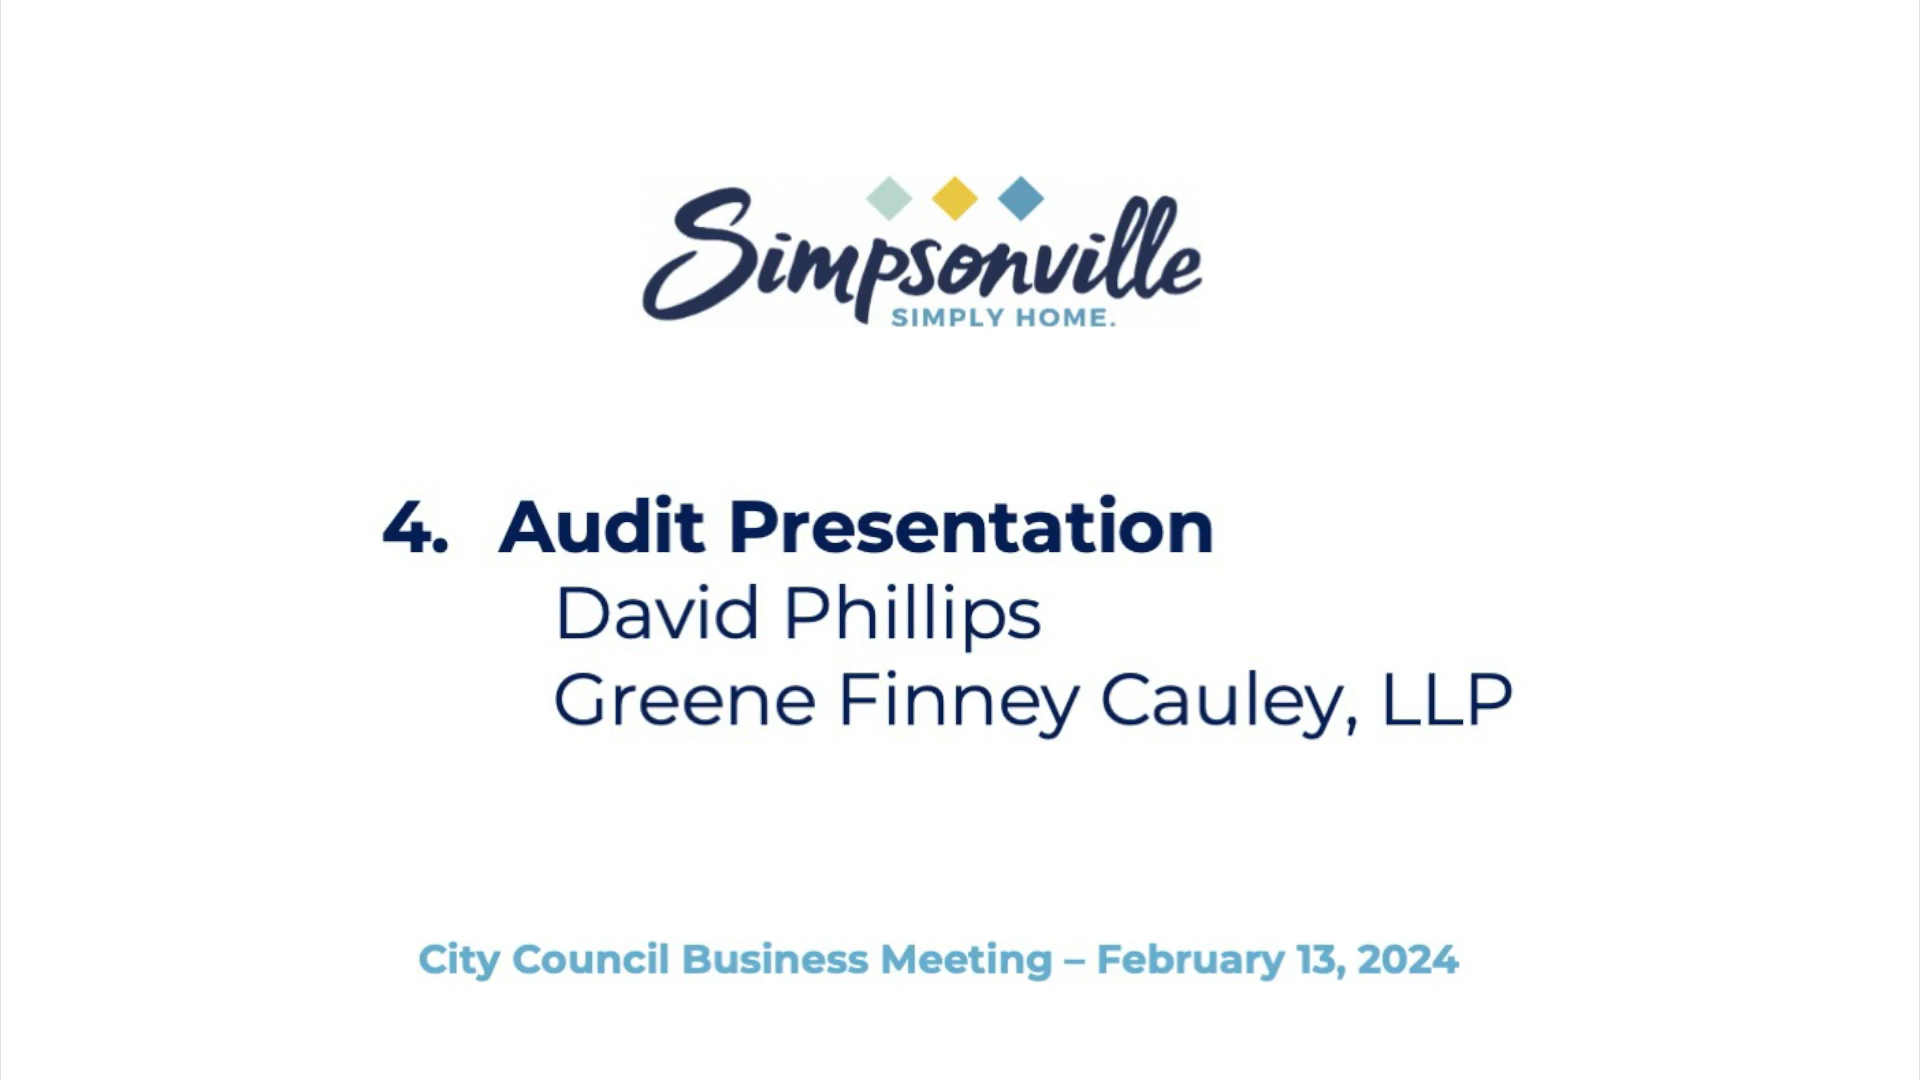 Simpsonville
SIMPLY HOME.
4. Audit Presentation
David Phillips
Greene Finney Cauley, LLP
City Council Business Meeting – February 13, 2024